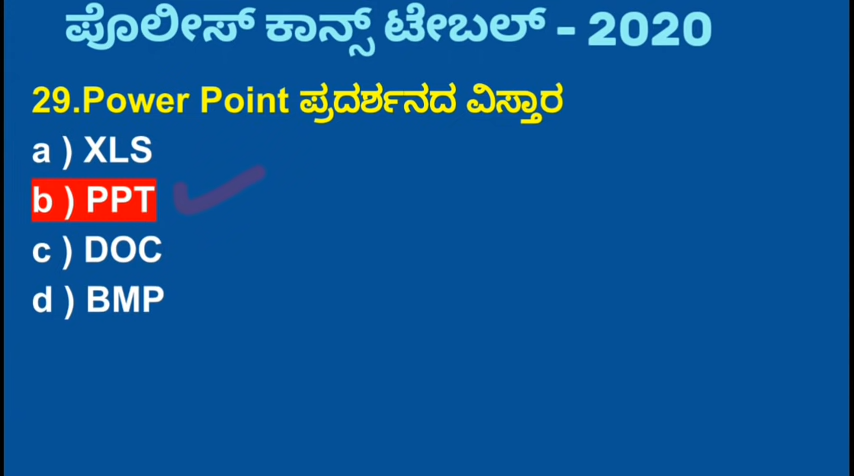 ಪೊಲೀಸ್ ಕಾನ್ಸ್ ಟೇಬಲ್ - 2020
29.Power Point ಪ್ರದರ್ಶನದ ವಿಸ್ತಾರ
a ) XLS
b ) PPT
c ) DOC
d ) BMP